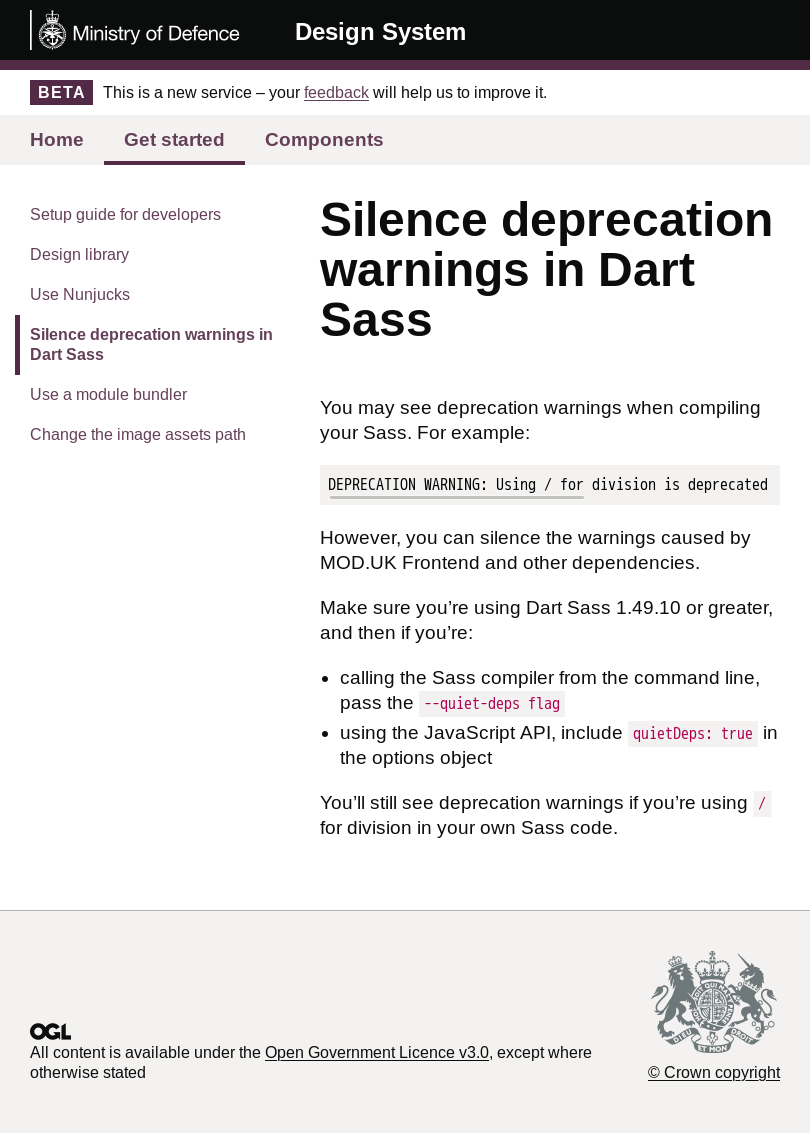 Ministry of Defence
Design System
BETA This is a new service – your feedback will help us to improve it.
Home Get started Components
Setup guide for developers
Design library
Use Nunjucks
Silence deprecation warnings in
Dart Sass
Use a module bundler
Change the image assets path
Silence deprecation
warnings in Dart
Sass
You may see deprecation warnings when compiling
your Sass. For example:
DEPRECATION WARNING: Using / for division is deprecated
However, you can silence the warnings caused by
MOD.UK Frontend and other dependencies.
Make sure you’re using Dart Sass 1.49.10 or greater,
and then if you’re:
• calling the Sass compiler from the command line,
pass the --quiet-deps flag
• using the JavaScript API, include quietDeps: true in
the options object
You’ll still see deprecation warnings if you’re using /
for division in your own Sass code.
OGL
All content is available under the Open Government Licence v3.0, except where
otherwise stated
DIEU ET MON DROIT
© Crown copyright